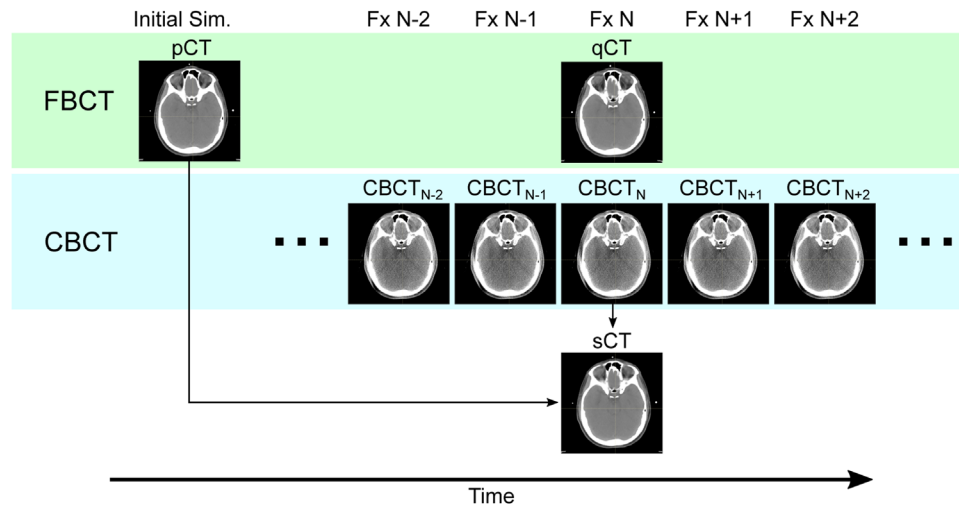 Initial Sim. Fx N-2 Fx N-1 Fx N Fx N+1 Fx N+2
pCT qCT
FBCT
CBCTN-2 CBCTN-1 CBCTN CBCTN+1 CBCTN+2
CBCT
sCT
Time